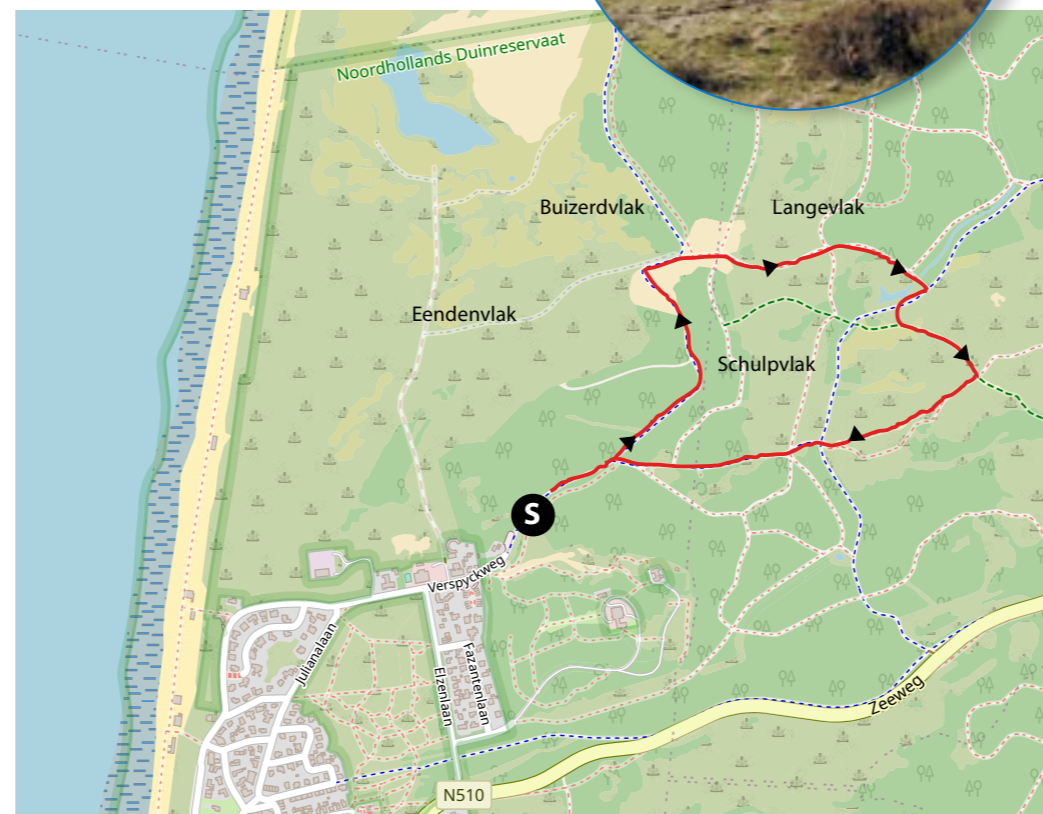 Noordhollands Duinreservaat
Buizerdvlak
Langevlak
Eendenvlak
Schulpvlak
S
Verspyckweg
Julianalaan
Elzenlaan
Fazantenlaan
Zeeweg
N510